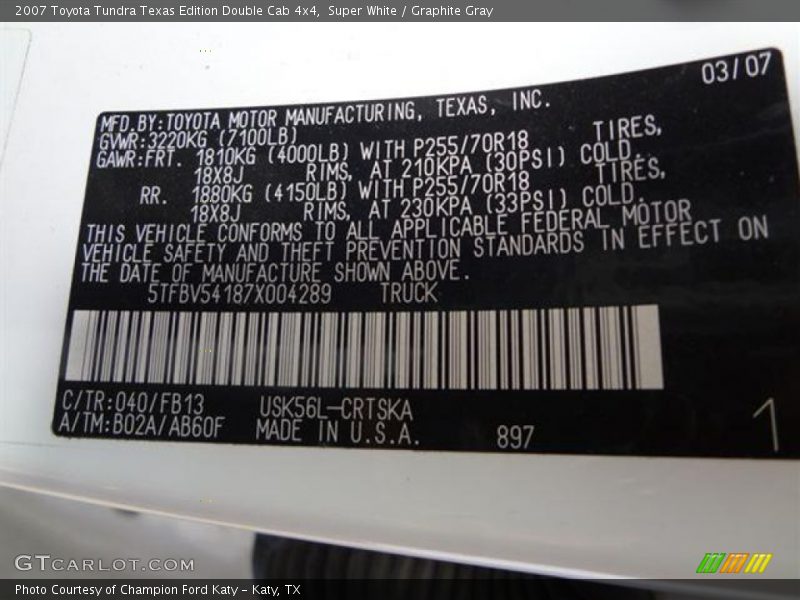 2007 Toyota Tundra Texas Edition Double Cab 4x4, Super White / Graphite Gray
03/07
MFD.BY:TOYOTA MOTOR MANUFACTURING, TEXAS, INC.
GVWR:3220KG (7100LB)
GAWR:FRT. 1810KG (4000LB) WITH P255/70R18 TIRES,
18X8J RIMS, AT 210KPA (30PSI) COLD.
RR. 1880KG (4150LB) WITH P255/70R18 TIRES,
18X8J RIMS, AT 230KPA (33PSI) COLD.
THIS VEHICLE CONFORMS TO ALL APPLICABLE FEDERAL MOTOR
VEHICLE SAFETY AND THEFT PREVENTION STANDARDS IN EFFECT ON
THE DATE OF MANUFACTURE SHOWN ABOVE.
5TFBV54187X004289 TRUCK
C/TR:040/FB13 USK56L-CRTSKA
A/TM:B02A/AB60F MADE IN U.S.A. 897
1
GTCARLOT.COM
Photo Courtesy of Champion Ford Katy - Katy, TX